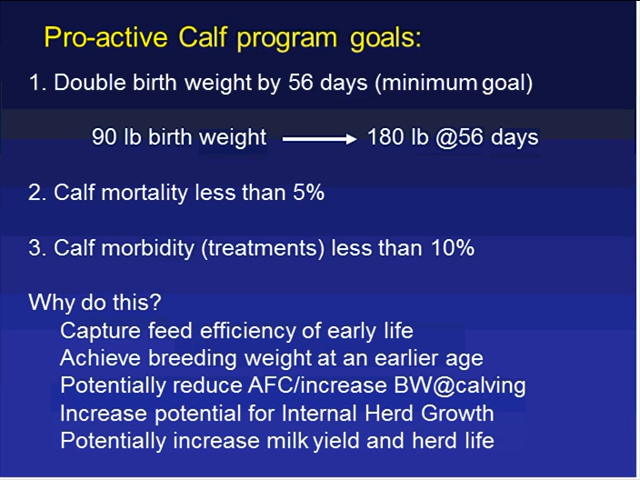 Pro-active Calf program goals:
1. Double birth weight by 56 days (minimum goal)
90 lb birth weight → 180 lb @56 days
2. Calf mortality less than 5%
3. Calf morbidity (treatments) less than 10%
Why do this?
Capture feed efficiency of early life
Achieve breeding weight at an earlier age
Potentially reduce AFC/increase BW@calving
Increase potential for Internal Herd Growth
Potentially increase milk yield and herd life